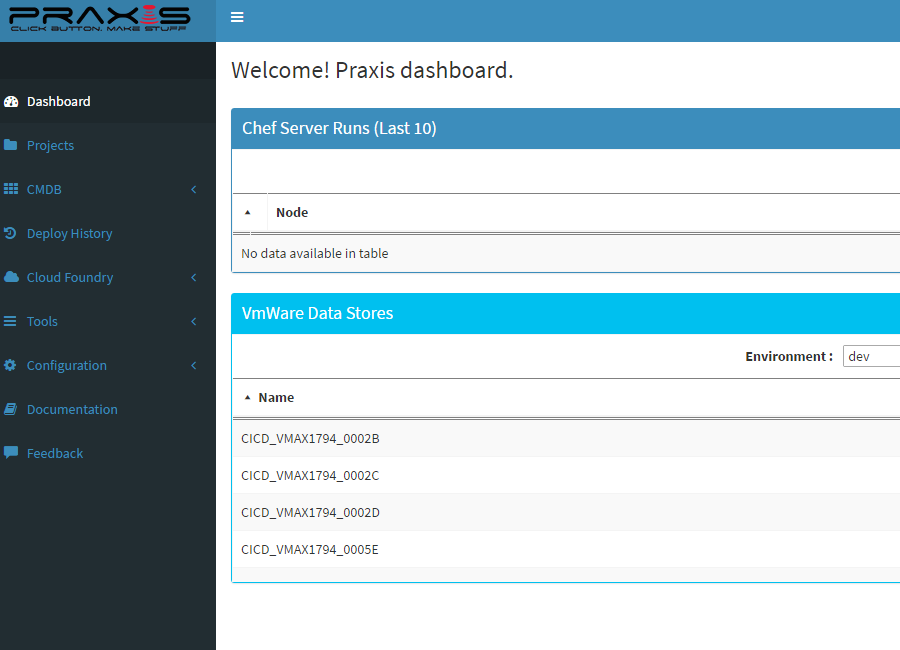 PRAXIS
CLICK BUTTON. MAKE STUFF
Dashboard
Projects
CMDB
Deploy History
Cloud Foundry
Tools
Configuration
Documentation
Feedback
Welcome! Praxis dashboard.
Chef Server Runs (Last 10)
Node
No data available in table
VmWare Data Stores
Environment : dev
Name
CICD_VMAX1794_0002B
CICD_VMAX1794_0002C
CICD_VMAX1794_0002D
CICD_VMAX1794_0005E